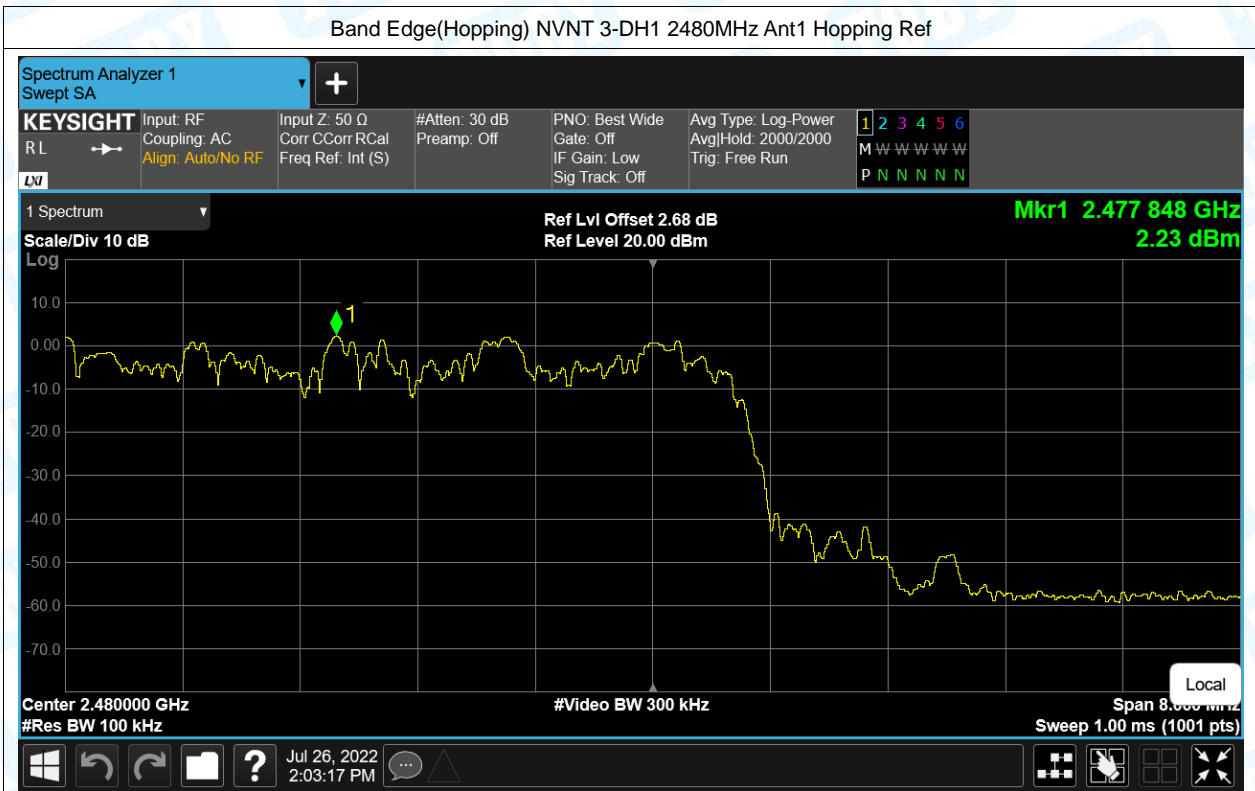 Band Edge(Hopping) NVNT 3-DH1 2480MHz Ant1 Hopping Ref
Spectrum Analyzer 1
Swept SA
+
KEYSIGHT
R L
LXI
Input: RF
Coupling: AC
Align: Auto/No RF
Input Z: 50 Ω
Corr CCorr RCal
Freq Ref: Int (S)
#Atten: 30 dB
Preamp: Off
PNO: Best Wide
Gate: Off
IF Gain: Low
Sig Track: Off
Avg Type: Log-Power
Avg|Hold: 2000/2000
Trig: Free Run
1 2 3 4 5 6
M W W W W W W
P N N N N N
1 Spectrum
Scale/Div 10 dB
Ref Lvl Offset 2.68 dB
Ref Level 20.00 dBm
Mkr1 2.477 848 GHz
2.23 dBm
Log
10.0
0.00
-10.0
-20.0
-30.0
-40.0
-50.0
-60.0
-70.0
1
Local
Center 2.480000 GHz
#Res BW 100 kHz
#Video BW 300 kHz
Span 8.000 MHz
Sweep 1.00 ms (1001 pts)
?
Jul 26, 2022
2:03:17 PM